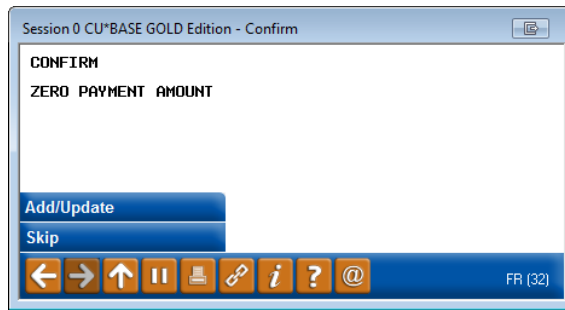 Session 0 CU*BASE GOLD Edition - Confirm
CONFIRM
ZERO PAYMENT AMOUNT
Add/Update
Skip
i ? @
FR (32)